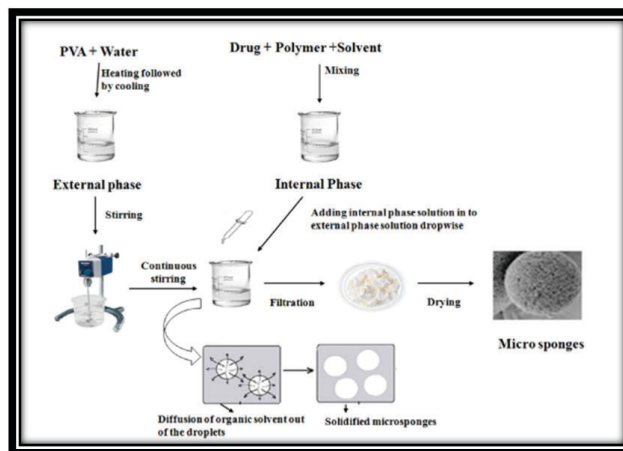 PVA + Water
Drug + Polymer +Solvent
Heating followed
by cooling
Mixing
External phase
Internal Phase
Stirring
Adding internal phase solution in to
external phase solution dropwise
Continuous
stirring
Filtration
Drying
Micro sponges
Diffusion of organic solvent out
of the droplets
Solidified microsponges